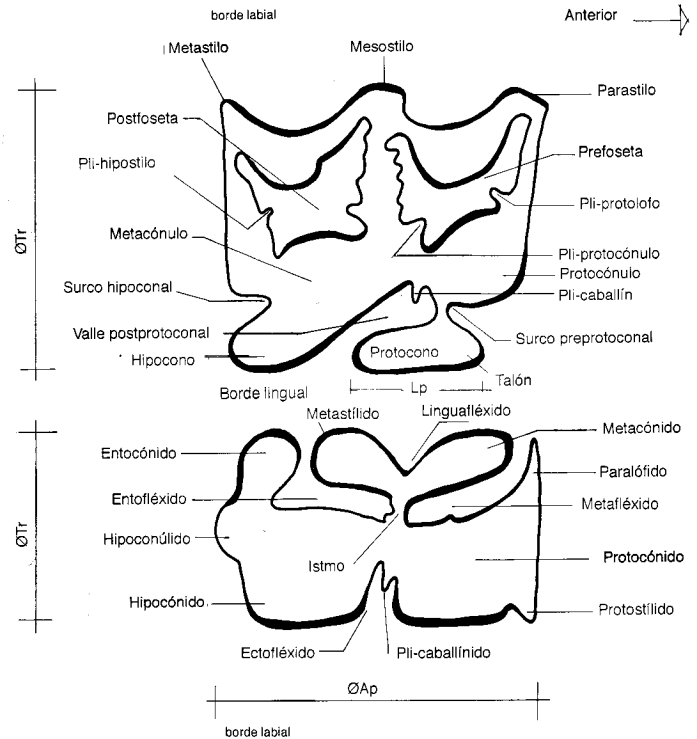 borde labial
Anterior
Metastilo
Mesostilo
Parastilo
Postfoseta
Prefoseta
Pli-hipostilo
Pli-protolofo
ØTr
Metacónulo
Pli-protocónulo
Protocónulo
Surco hipoconal
Pli-caballín
Valle postprotoconal
Surco preprotoconal
Hipocono
Protocono
Talón
Borde lingual
Lp
Metastílido
Linguafléxido
Metacónido
Entocónido
Paralófido
Entofléxido
Metafléxido
ØTr
Hipoconúlido
Istmo
Protocónido
Hipocónido
Protostílido
Ectofléxido
Pli-caballínido
ØAp
borde labial